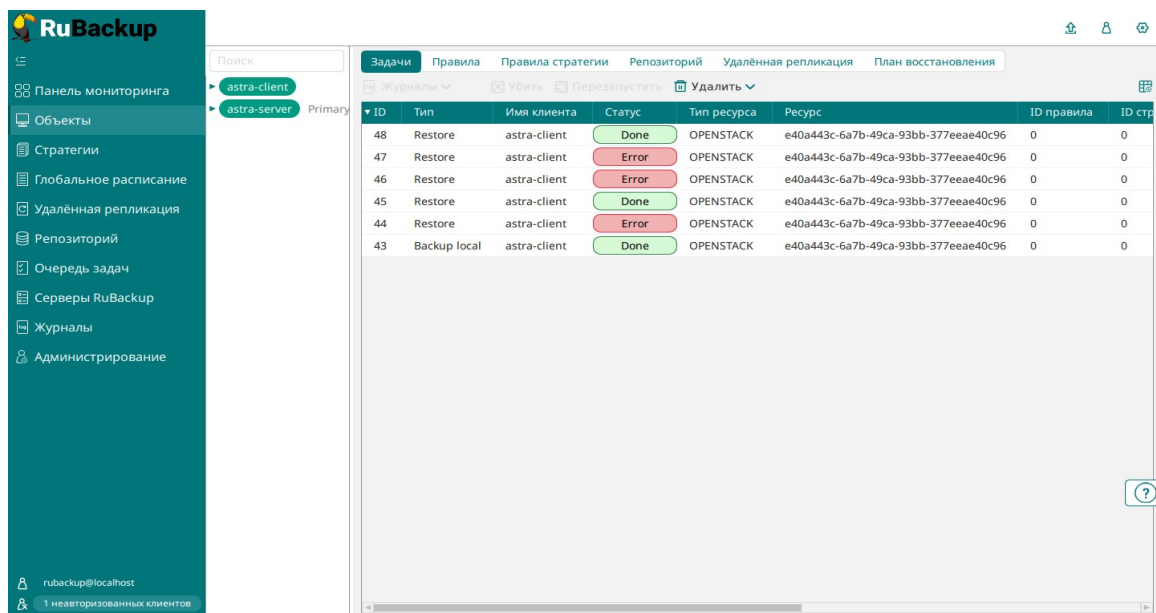 RuBackup
Панель мониторинга
Объекты
Стратегии
Глобальное расписание
Удалённая репликация
Репозиторий
Очередь задач
Серверы RuBackup
Журналы
Администрирование
rubackup@localhost
1 неавторизованных клиентов
Поиск
astra-client
astra-server Primary
Задачи Правила Правила стратегии Репозиторий Удалённая репликация План восстановления
Журналы Убить Перезапустить Удалить
ID Тип Имя клиента Статус Тип ресурса Ресурс ID правила ID стр
48 Restore astra-client Done OPENSTACK e40a443c-6a7b-49ca-93bb-377eeae40c96 0 0
47 Restore astra-client Error OPENSTACK e40a443c-6a7b-49ca-93bb-377eeae40c96 0 0
46 Restore astra-client Error OPENSTACK e40a443c-6a7b-49ca-93bb-377eeae40c96 0 0
45 Restore astra-client Done OPENSTACK e40a443c-6a7b-49ca-93bb-377eeae40c96 0 0
44 Restore astra-client Error OPENSTACK e40a443c-6a7b-49ca-93bb-377eeae40c96 0 0
43 Backup local astra-client Done OPENSTACK e40a443c-6a7b-49ca-93bb-377eeae40c96 0 0
?